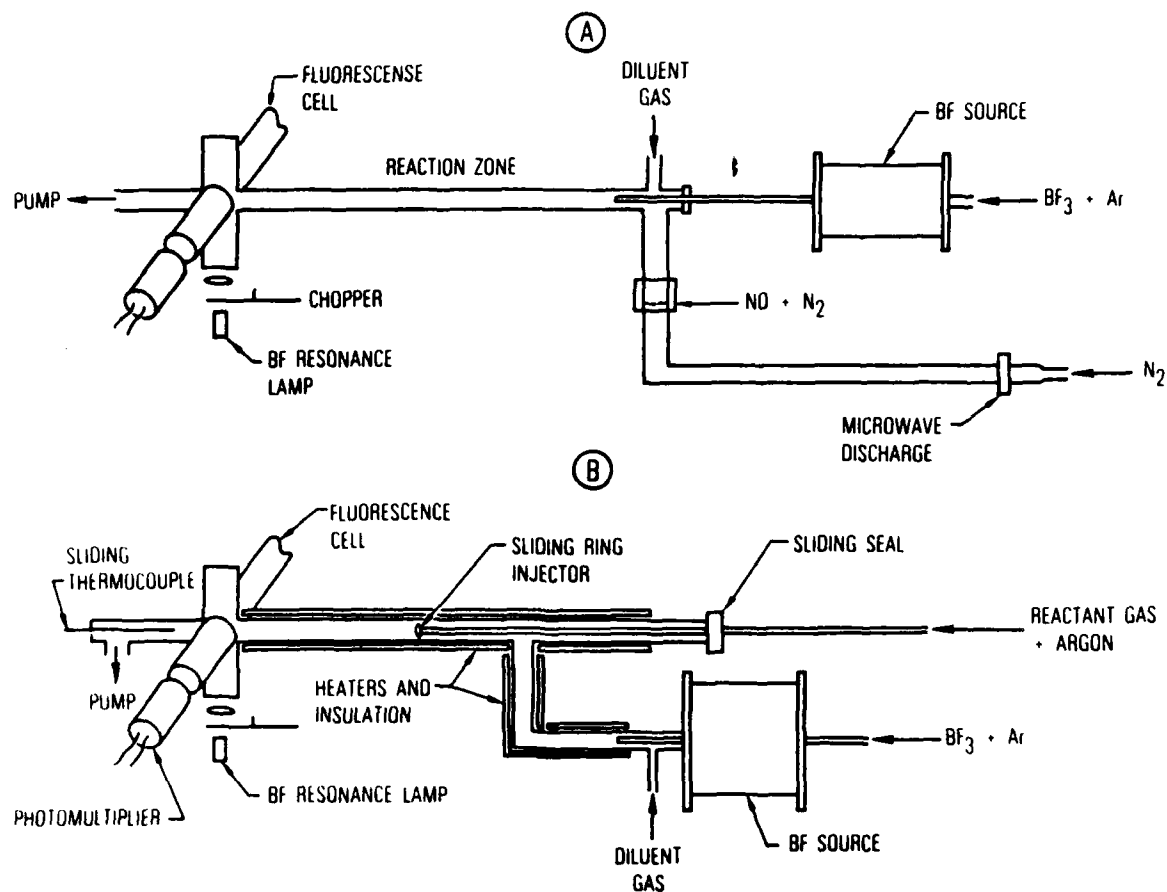 A
FLUORESCENSE
CELL
DILUENT
GAS
BF SOURCE
REACTION ZONE
PUMP
BF3 + Ar
CHOPPER
NO + N2
BF RESONANCE
LAMP
N2
MICROWAVE
DISCHARGE
B
FLUORESCENCE
CELL
SLIDING
THERMOCOUPLE
SLIDING RING
INJECTOR
SLIDING SEAL
REACTANT GAS
+ ARGON
PUMP
HEATERS AND
INSULATION
BF3 + Ar
BF RESONANCE LAMP
PHOTOMULTIPLIER
DILUENT
GAS
BF SOURCE